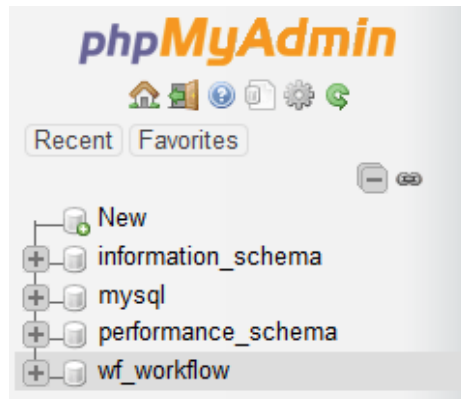 phpMyAdmin
Recent Favorites
New
information_schema
mysql
performance_schema
wf_workflow